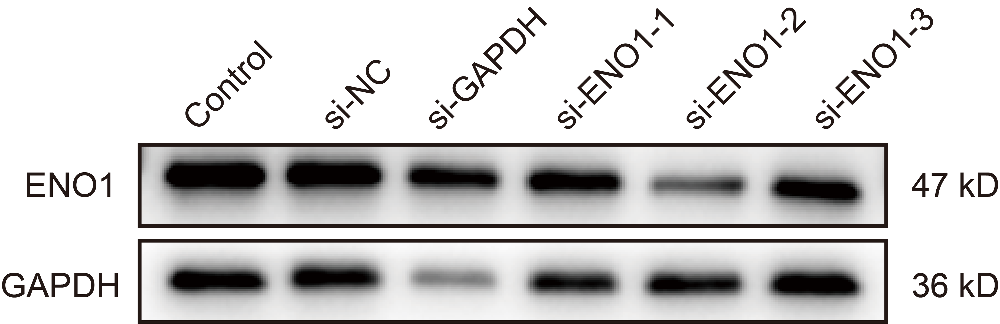 Control
si-NC
si-GAPDH
si-ENO1-1
si-ENO1-2
si-ENO1-3
ENO1
47 kD
GAPDH
36 kD